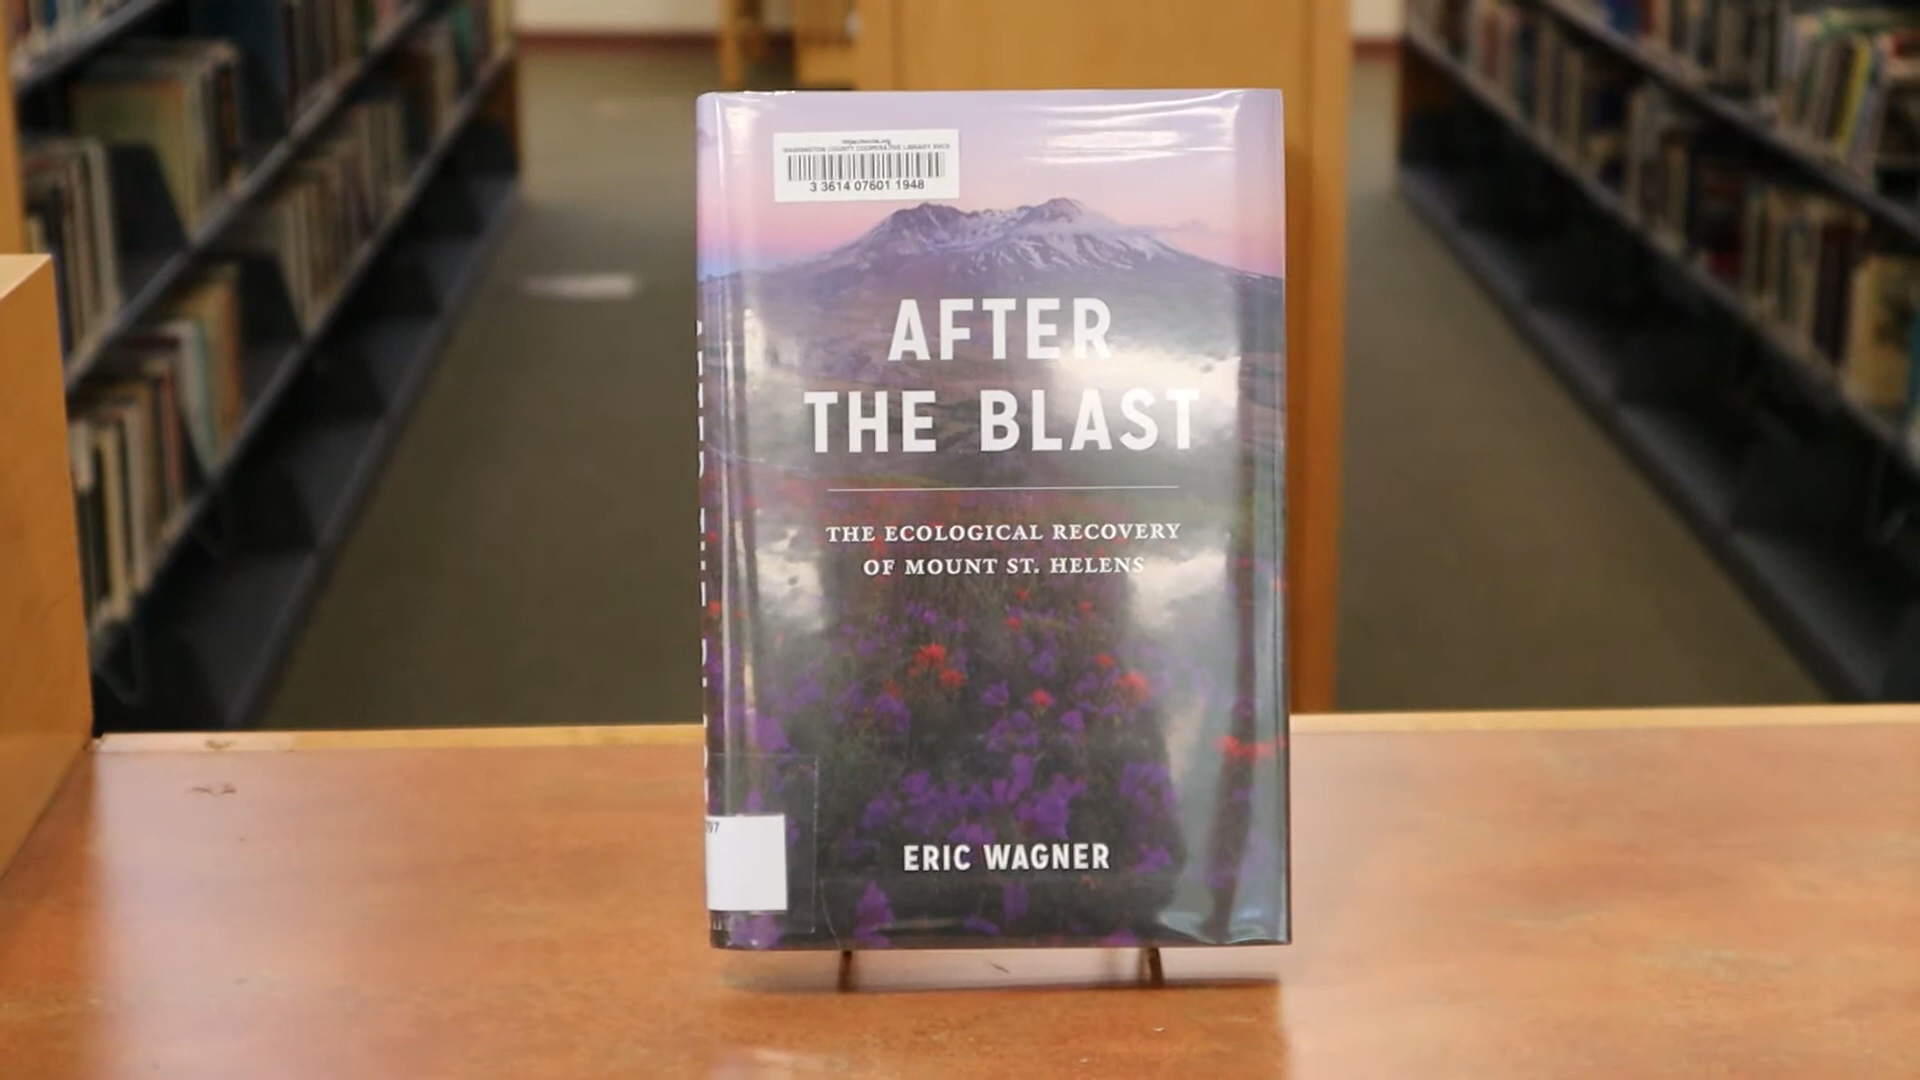 WASHINGTON COUNTY COOPERATIVE LIBRARY SVCS
3 3614 07601 1948
AFTER
THE BLAST
THE ECOLOGICAL RECOVERY
OF MOUNT ST. HELENS
ERIC WAGNER